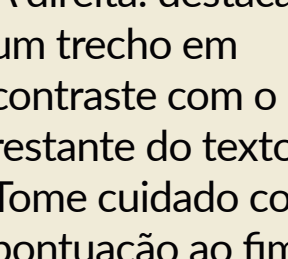 À direita: destaca
um trecho em
contraste com o
restante do texto
Tome cuidado co
pontuação ao fim